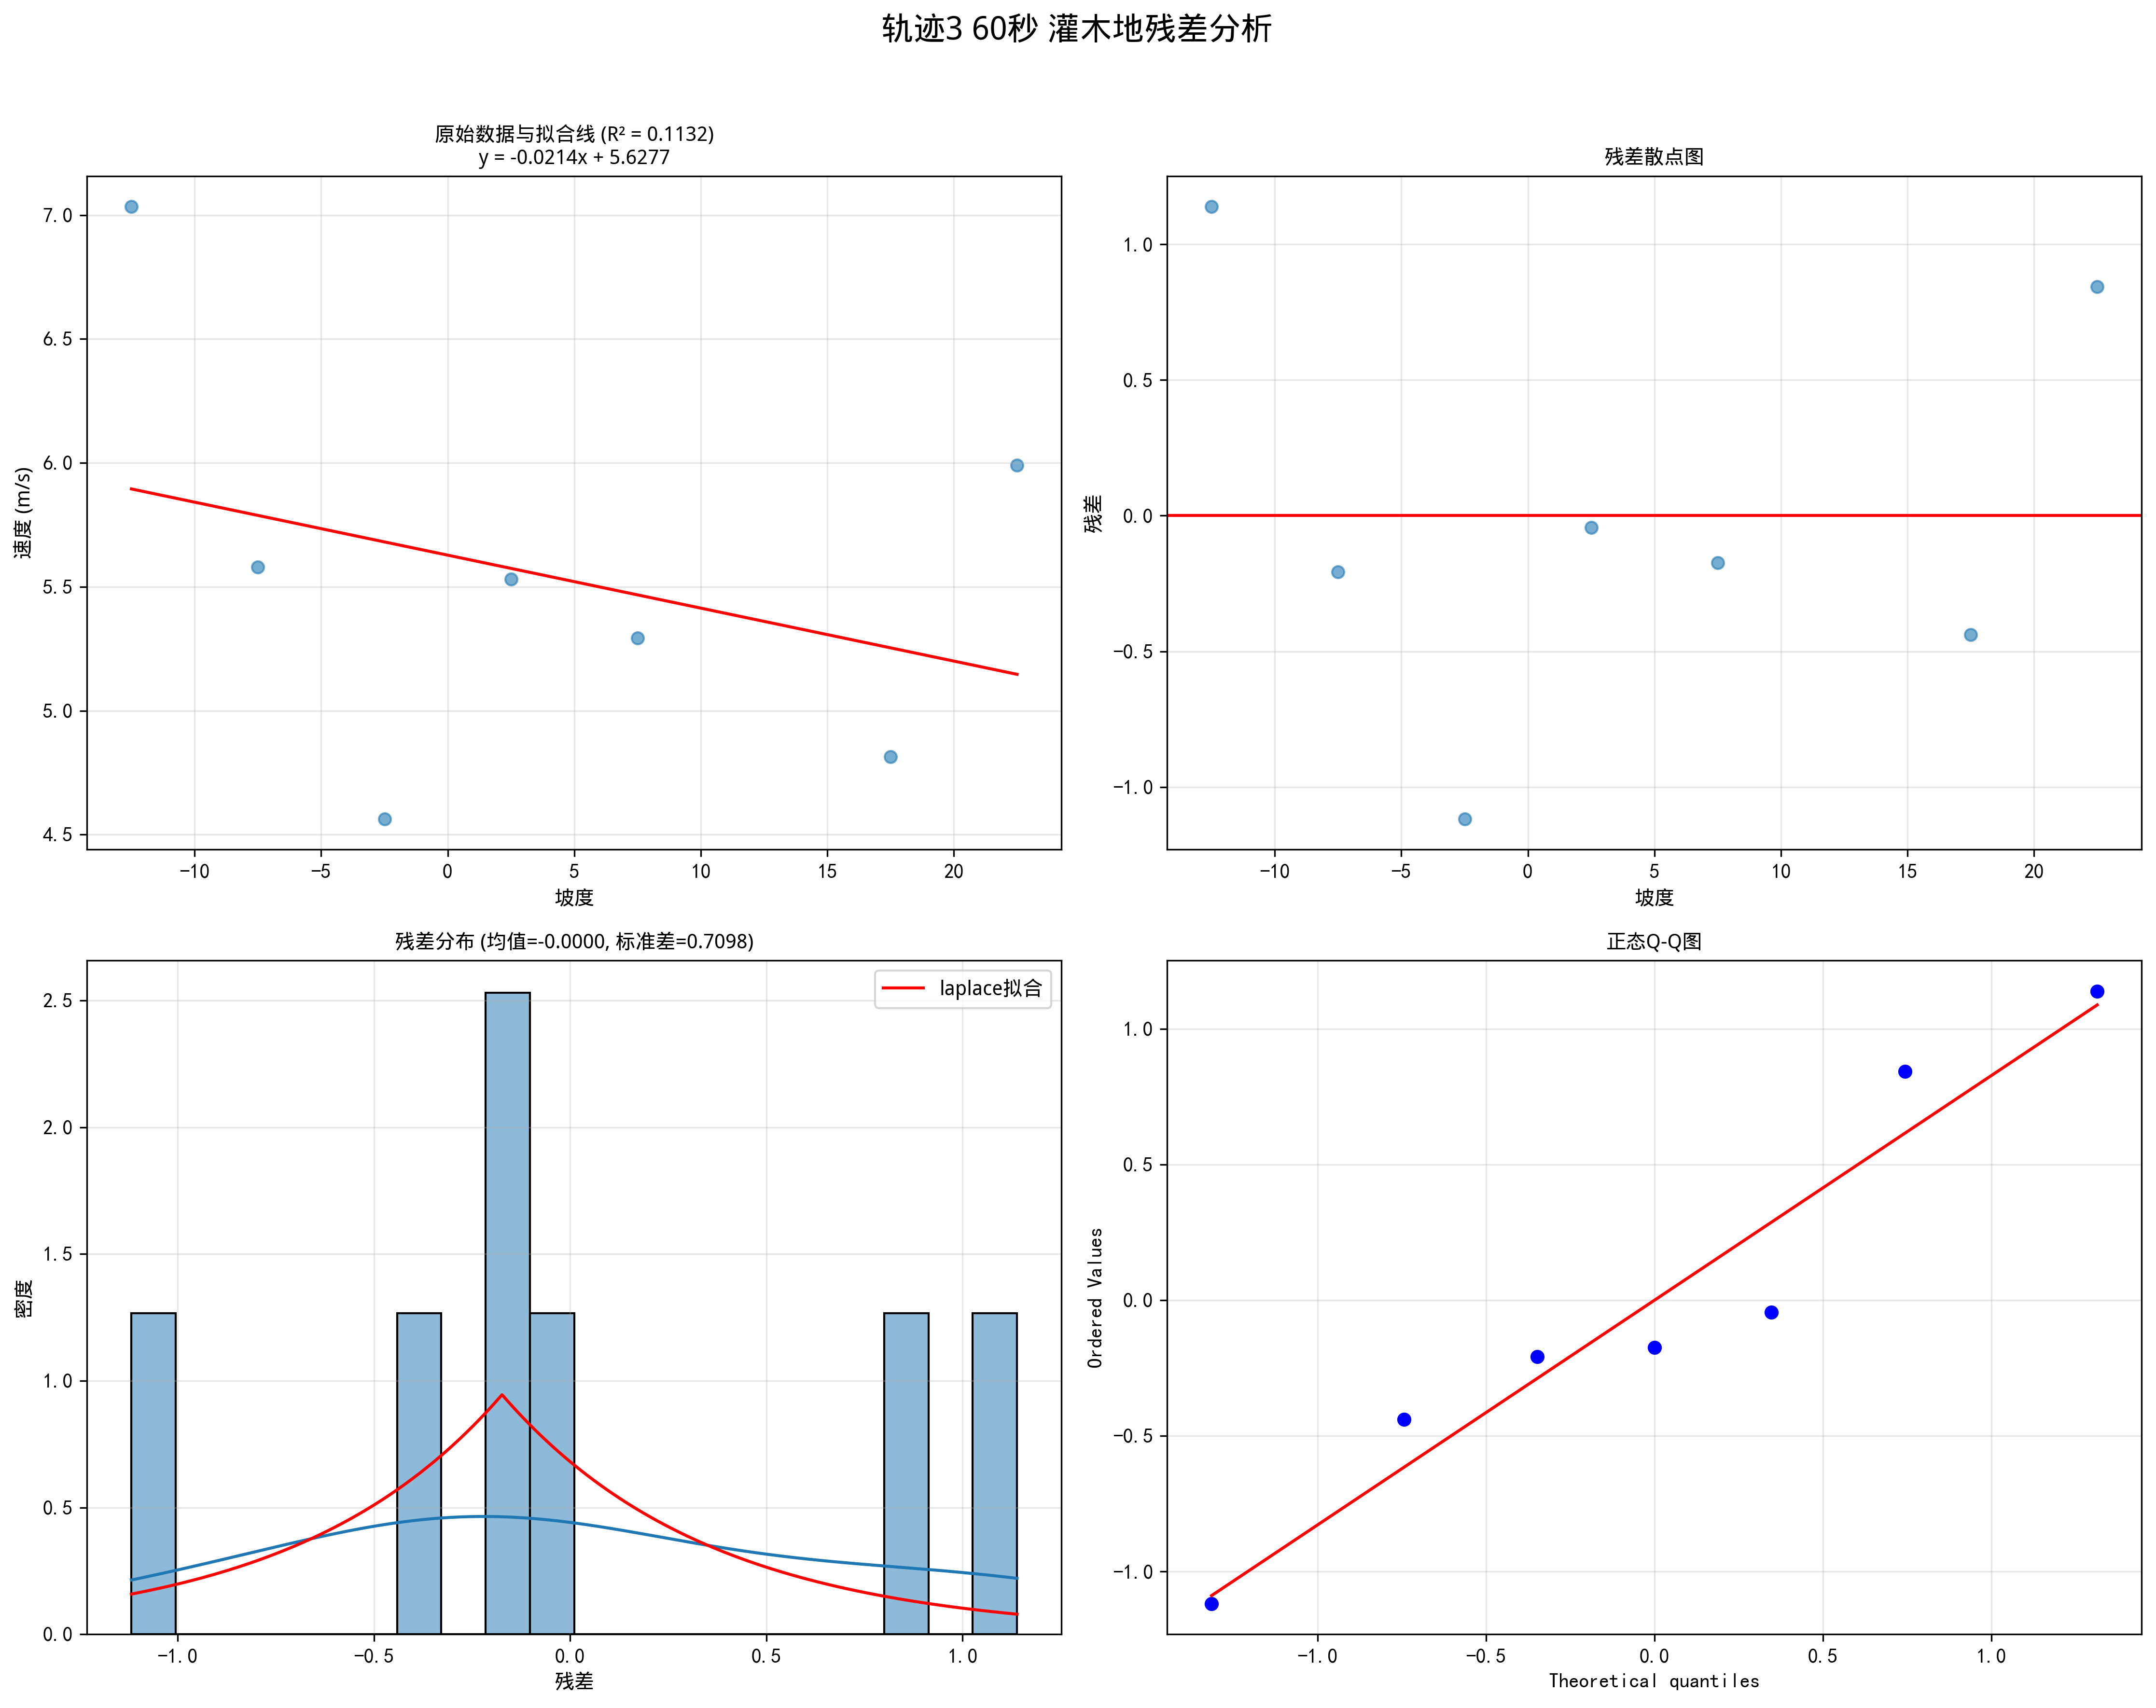 轨迹3 60秒 灌木地残差分析
原始数据与拟合线 (R² = 0.1132)
y = -0.0214x + 5.6277
7.0
6.5
6.0
5.5
5.0
4.5
速度 (m/s)
−10 −5 0 5 10 15 20
坡度
残差散点图
1.0
0.5
0.0
−0.5
−1.0
残差
−10 −5 0 5 10 15 20
坡度
残差分布 (均值=-0.0000, 标准差=0.7098)
laplace拟合
2.5
2.0
1.5
1.0
0.5
0.0
密度
−1.0 −0.5 0.0 0.5 1.0
残差
正态Q-Q图
1.0
0.5
0.0
−0.5
−1.0
Ordered Values
−1.0 −0.5 0.0 0.5 1.0
Theoretical quantiles